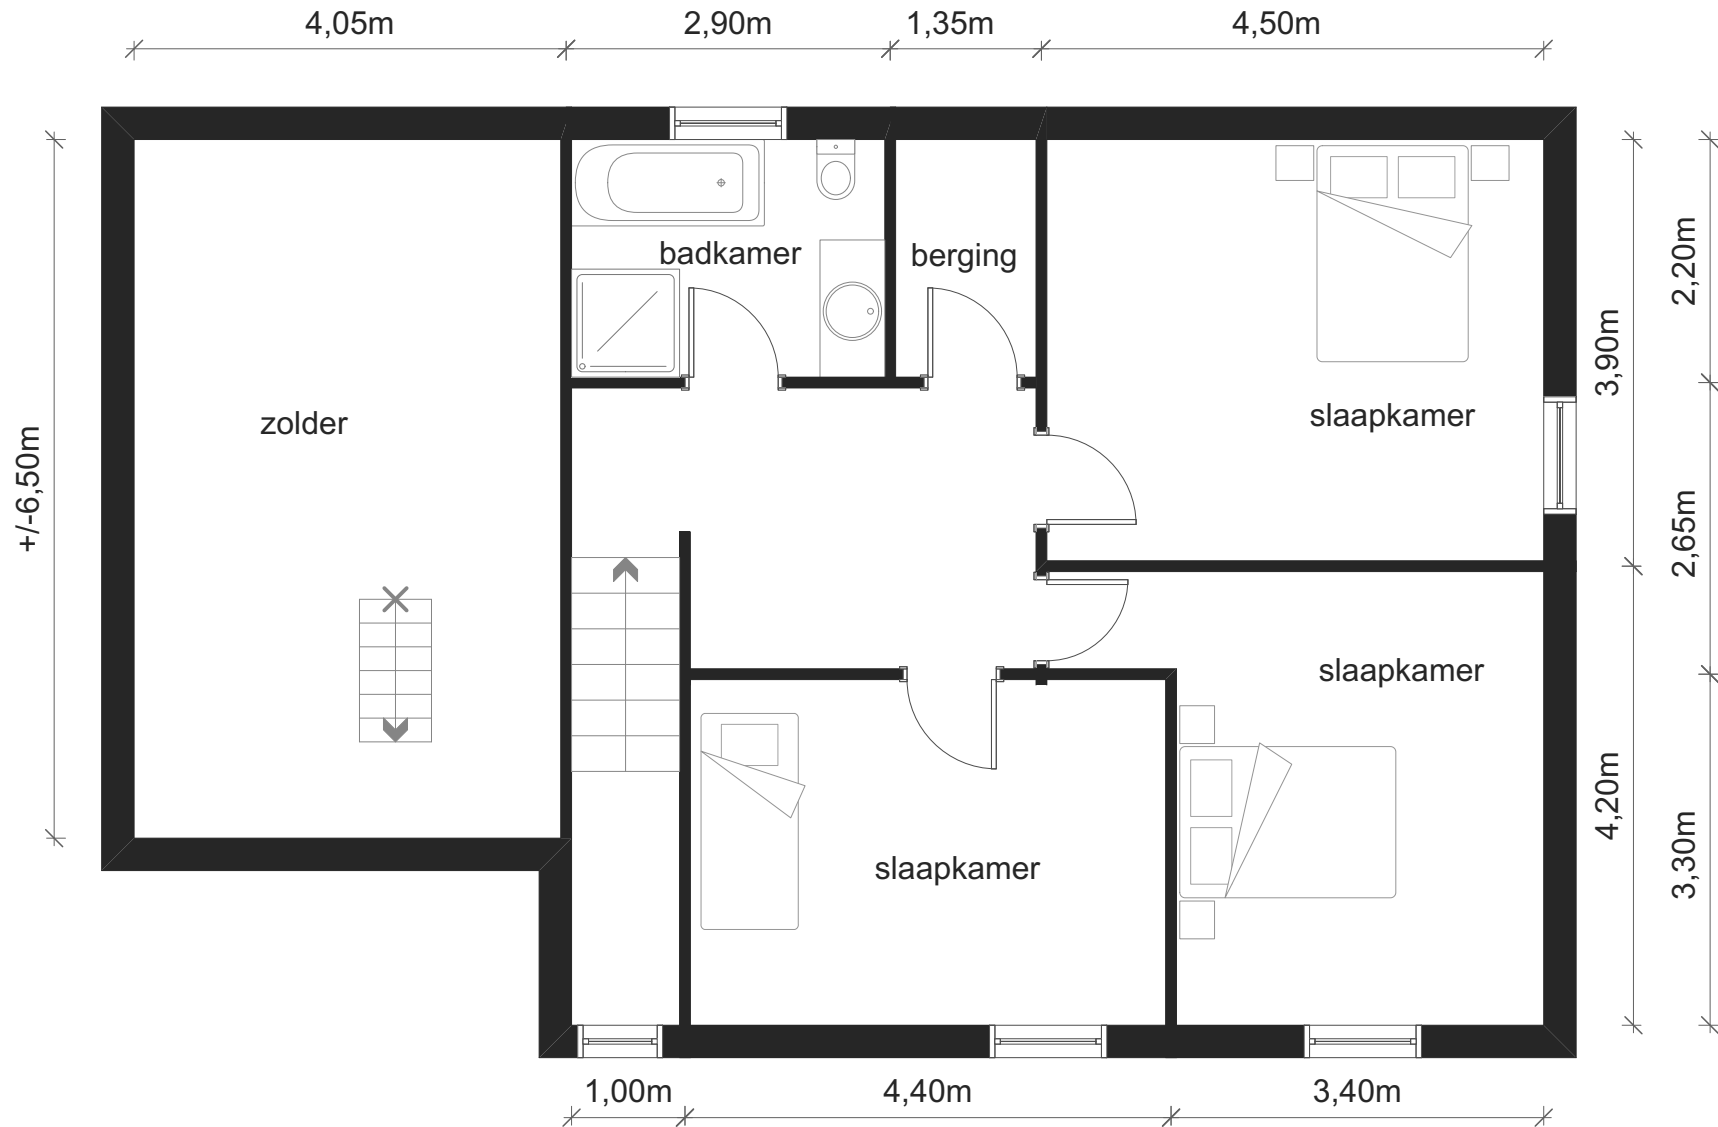 4,05m
2,90m
1,35m
4,50m
badkamer
berging
2,20m
3,90m
slaapkamer
zolder
+/-6,50m
2,65m
slaapkamer
4,20m
3,30m
slaapkamer
1,00m
4,40m
3,40m